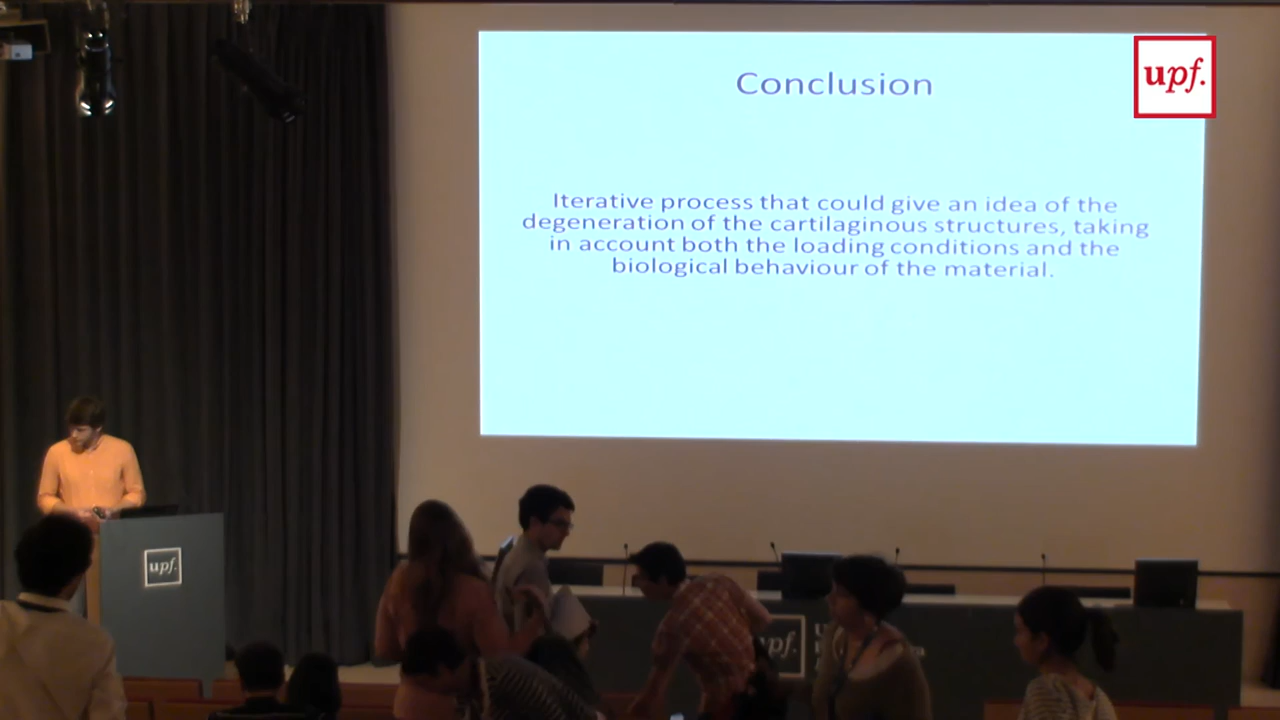 Conclusion
upf.
Iterative process that could give an idea of the
degeneration of the cartilaginous structures, taking
in account both the loading conditions and the
biological behaviour of the material.
upf.
upf.